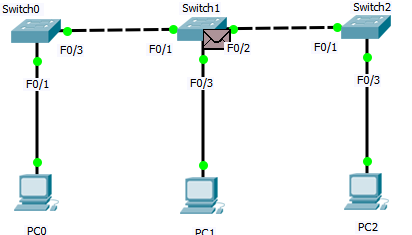 Switch0
Switch1
Switch2
F0/3
F0/1
F0/2
F0/1
F0/1
F0/3
F0/3
PC0
PC1
PC2